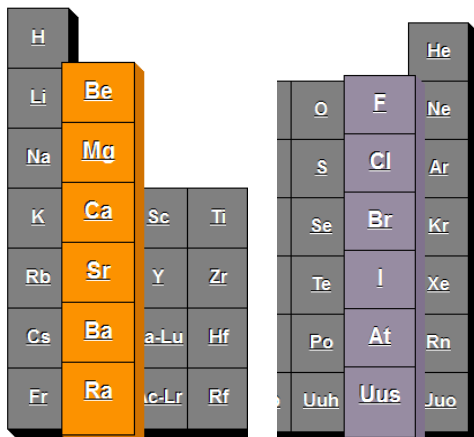 H
He
Li Be
O F Ne
Na Mg
S Cl Ar
K Ca Sc Ti
Se Br Kr
Rb Sr Y Zr
Te I Xe
Cs Ba a-Lu Hf
Po At Rn
Fr Ra Ac-Lr Rf
Uuh Uus Juo